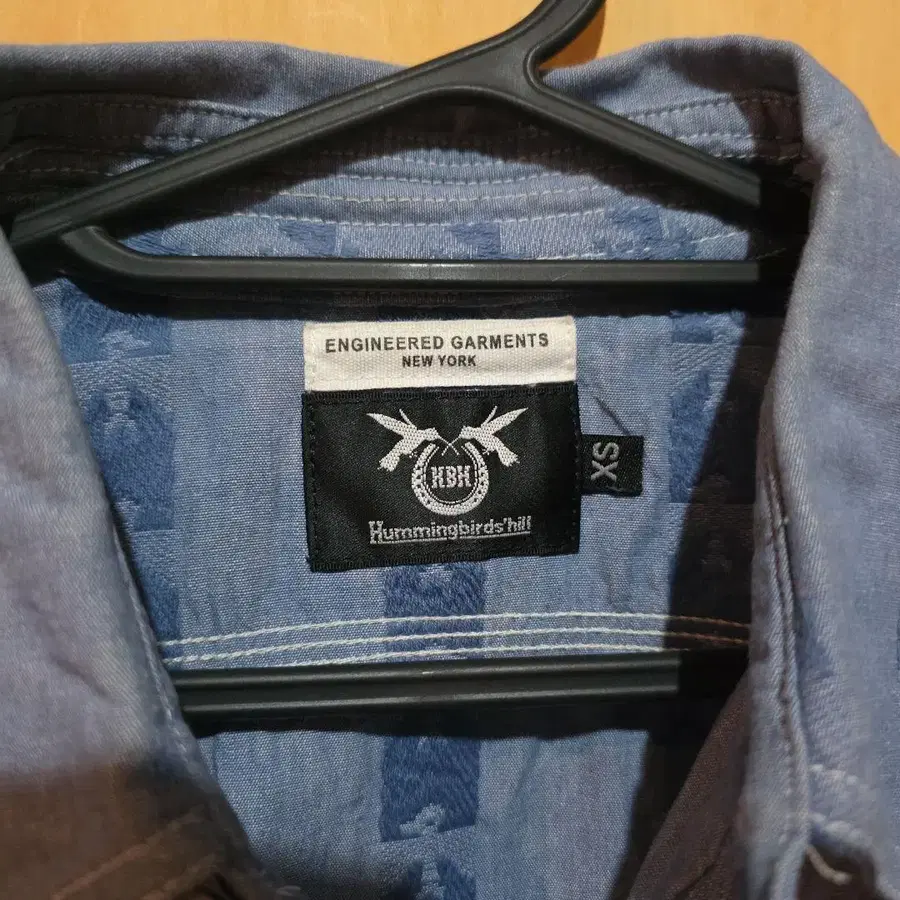 ENGINEERED GARMENTS
NEW YORK
HBH
Hummingbirds'hill
XS